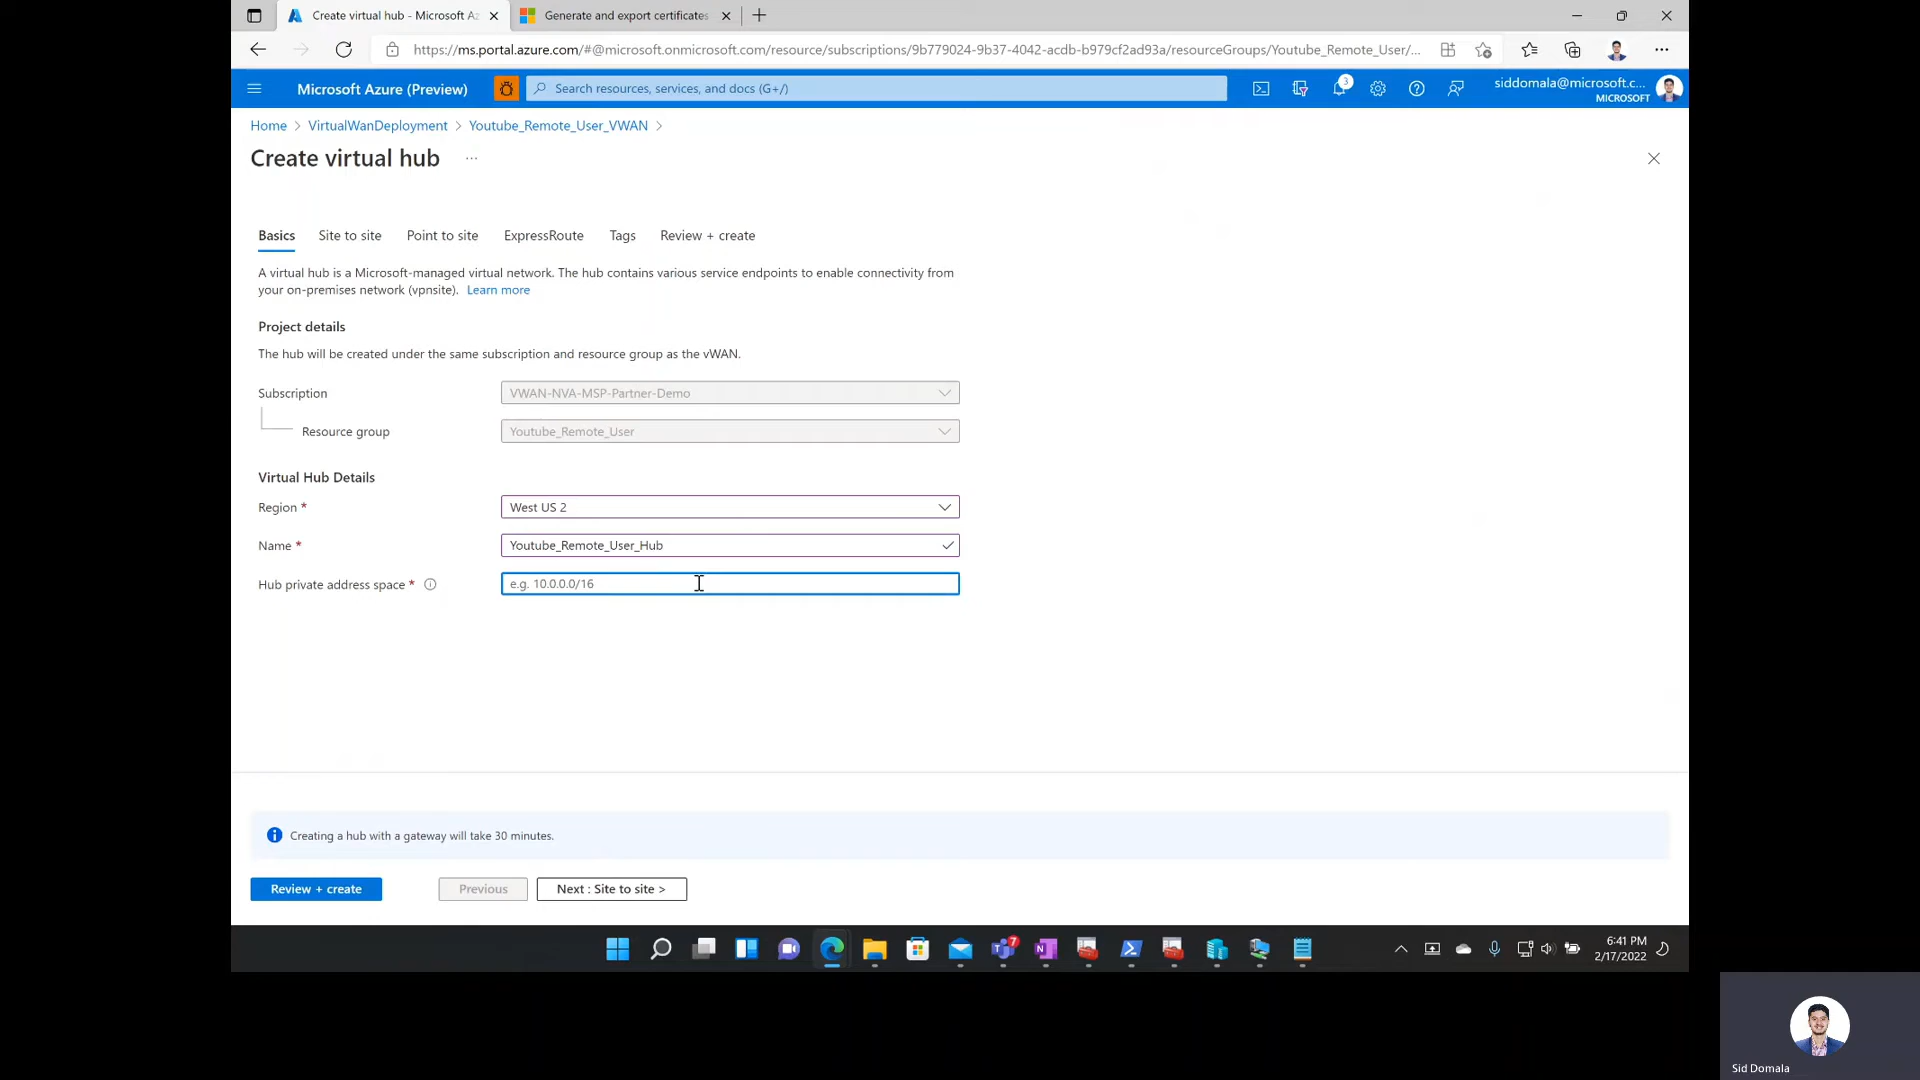 Create virtual hub - Microsoft Az
Generate and export certificates
https://ms.portal.azure.com/#@microsoft.onmicrosoft.com/resource/subscriptions/9b779024-9b37-4042-acdb-b979cf2ad93a/resourceGroups/Youtube_Remote_User/...
Microsoft Azure (Preview)
Search resources, services, and docs (G+/)
3
siddomala@microsoft.c...
MICROSOFT
Home > VirtualWanDeployment > Youtube_Remote_User_VWAN >
Create virtual hub ...
Basics Site to site Point to site ExpressRoute Tags Review + create
A virtual hub is a Microsoft-managed virtual network. The hub contains various service endpoints to enable connectivity from
your on-premises network (vpnsite). Learn more
Project details
The hub will be created under the same subscription and resource group as the vWAN.
Subscription VWAN-NVA-MSP-Partner-Demo
Resource group Youtube_Remote_User
Virtual Hub Details
Region * West US 2
Name * Youtube_Remote_User_Hub
Hub private address space * e.g. 10.0.0.0/16
Creating a hub with a gateway will take 30 minutes.
Review + create Previous Next : Site to site >
7
6:41 PM
2/17/2022
Sid Domala